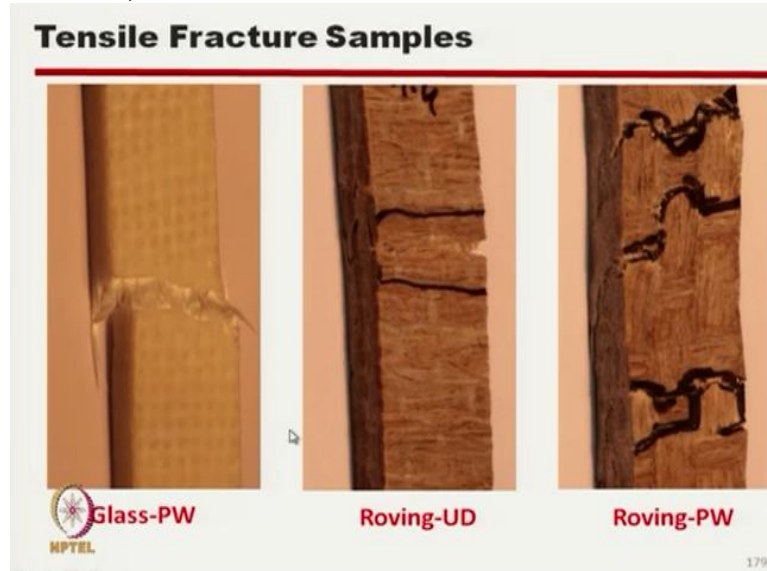 Tensile Fracture Samples
Glass-PW
Roving-UD
Roving-PW
NPTEL
179